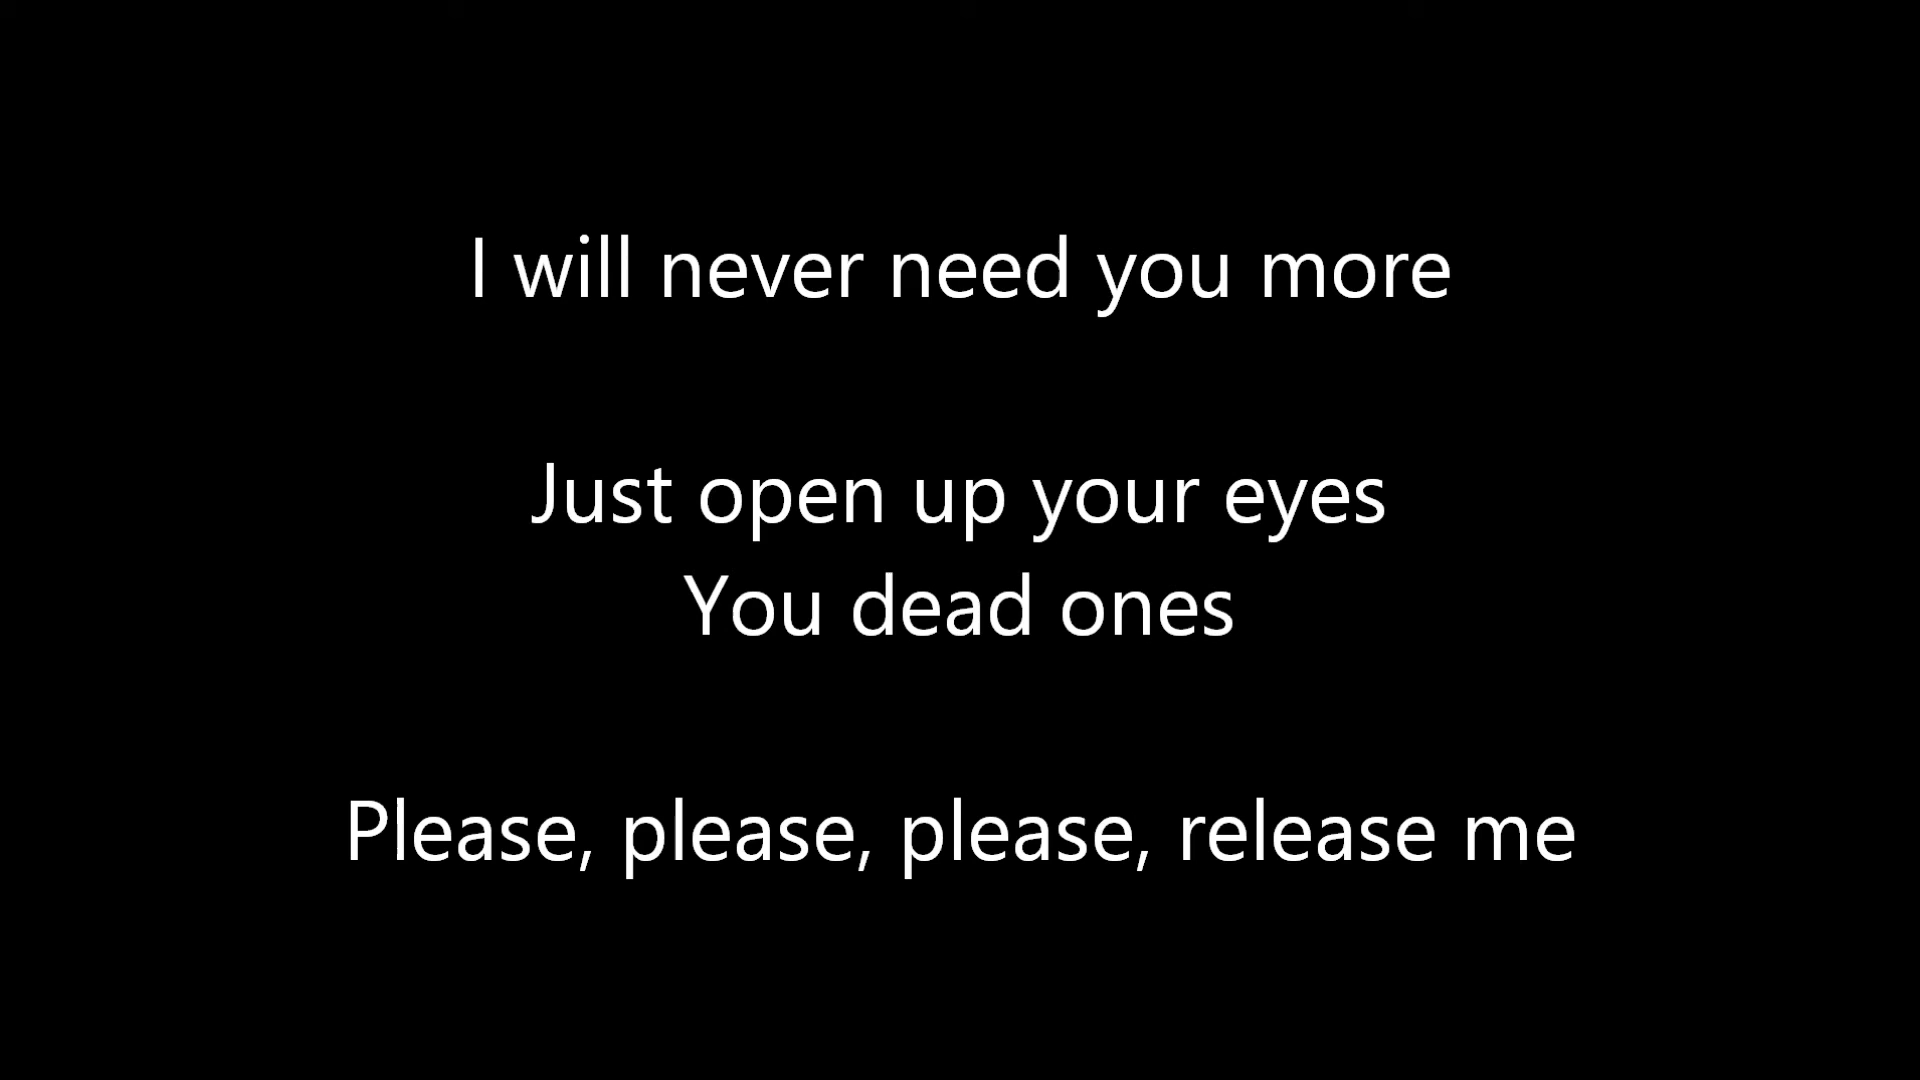 I will never need you more
Just open up your eyes
You dead ones
Please, please, please, release me